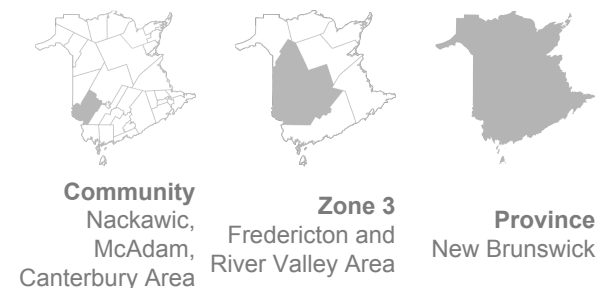 Community
Nackawic,
McAdam,
Canterbury Area
Zone 3
Fredericton and
River Valley Area
Province
New Brunswick